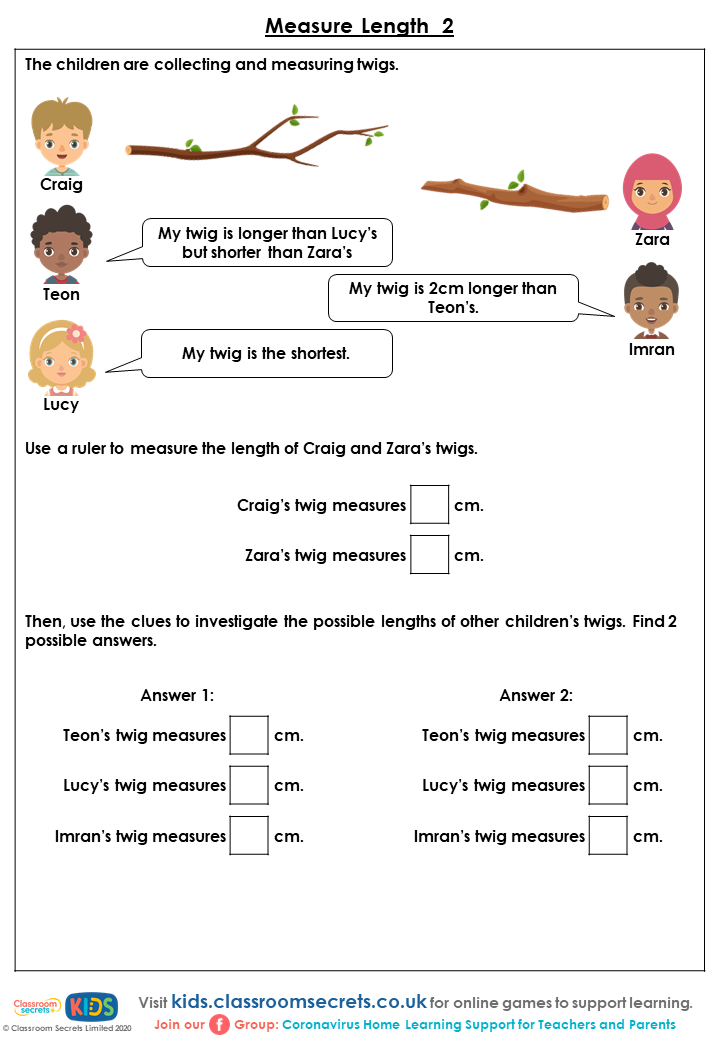 Measure Length 2
The children are collecting and measuring twigs.
Craig
Zara
My twig is longer than Lucy’s
but shorter than Zara’s
Teon
My twig is 2cm longer than
Teon’s.
Imran
My twig is the shortest.
Lucy
Use a ruler to measure the length of Craig and Zara’s twigs.
Craig’s twig measures cm.
Zara’s twig measures cm.
Then, use the clues to investigate the possible lengths of other children’s twigs. Find 2
possible answers.
Answer 1:
Teon’s twig measures cm.
Lucy’s twig measures cm.
Imran’s twig measures cm.
Answer 2:
Teon’s twig measures cm.
Lucy’s twig measures cm.
Imran’s twig measures cm.
Classroom
Secrets
KIDS
© Classroom Secrets Limited 2020
Visit kids.classroomsecrets.co.uk for online games to support learning.
Join our f Group: Coronavirus Home Learning Support for Teachers and Parents